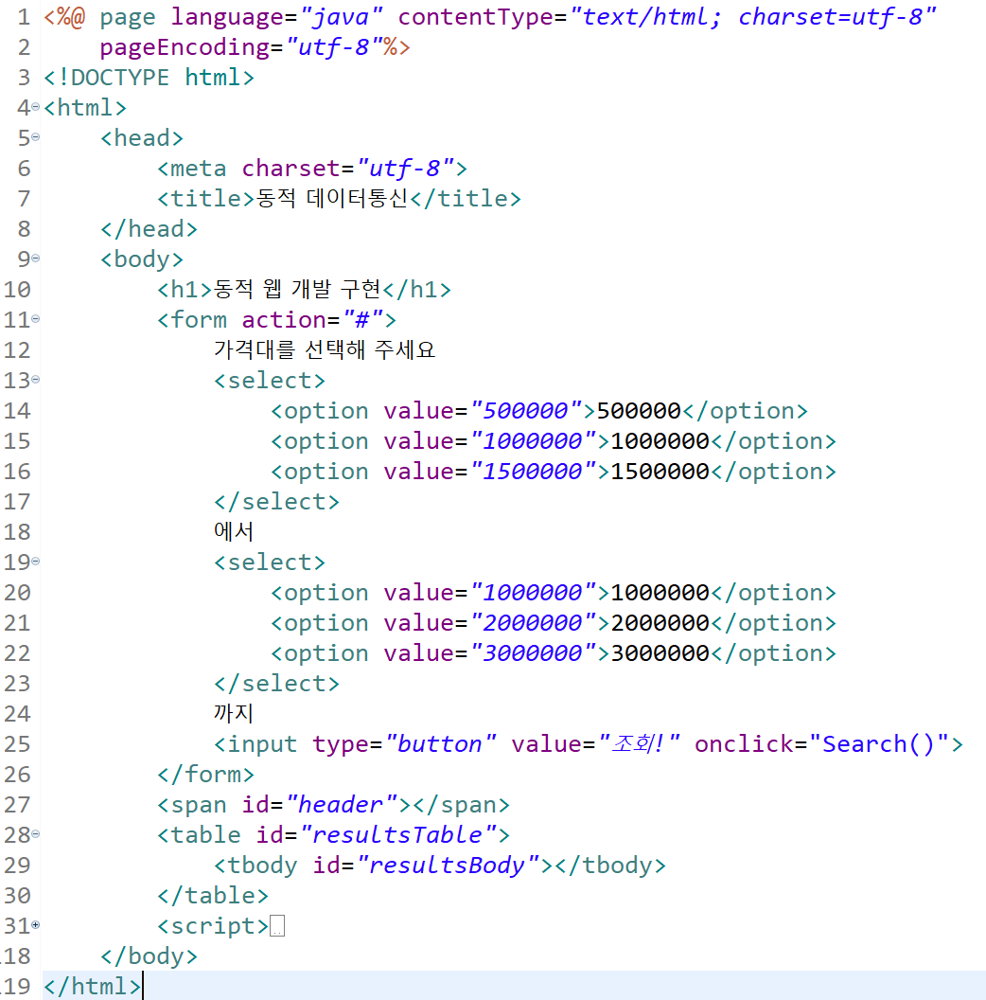 1 <%@ page language="java" contentType="text/html; charset=utf-8"
2     pageEncoding="utf-8"%>
3 <!DOCTYPE html>
4 <html>
5     <head>
6         <meta charset="utf-8">
7         <title>동적 데이터통신</title>
8     </head>
9     <body>
10         <h1>동적 웹 개발 구현</h1>
11         <form action="#">
12             가격대를 선택해 주세요
13             <select>
14                 <option value="500000">500000</option>
15                 <option value="1000000">1000000</option>
16                 <option value="1500000">1500000</option>
17             </select>
18             에서
19             <select>
20                 <option value="1000000">1000000</option>
21                 <option value="2000000">2000000</option>
22                 <option value="3000000">3000000</option>
23             </select>
24             까지
25             <input type="button" value="조회!" onclick="Search()">
26         </form>
27         <span id="header"></span>
28         <table id="resultsTable">
29             <tbody id="resultsBody"></tbody>
30         </table>
31         <script>
18     </body>
19 </html>